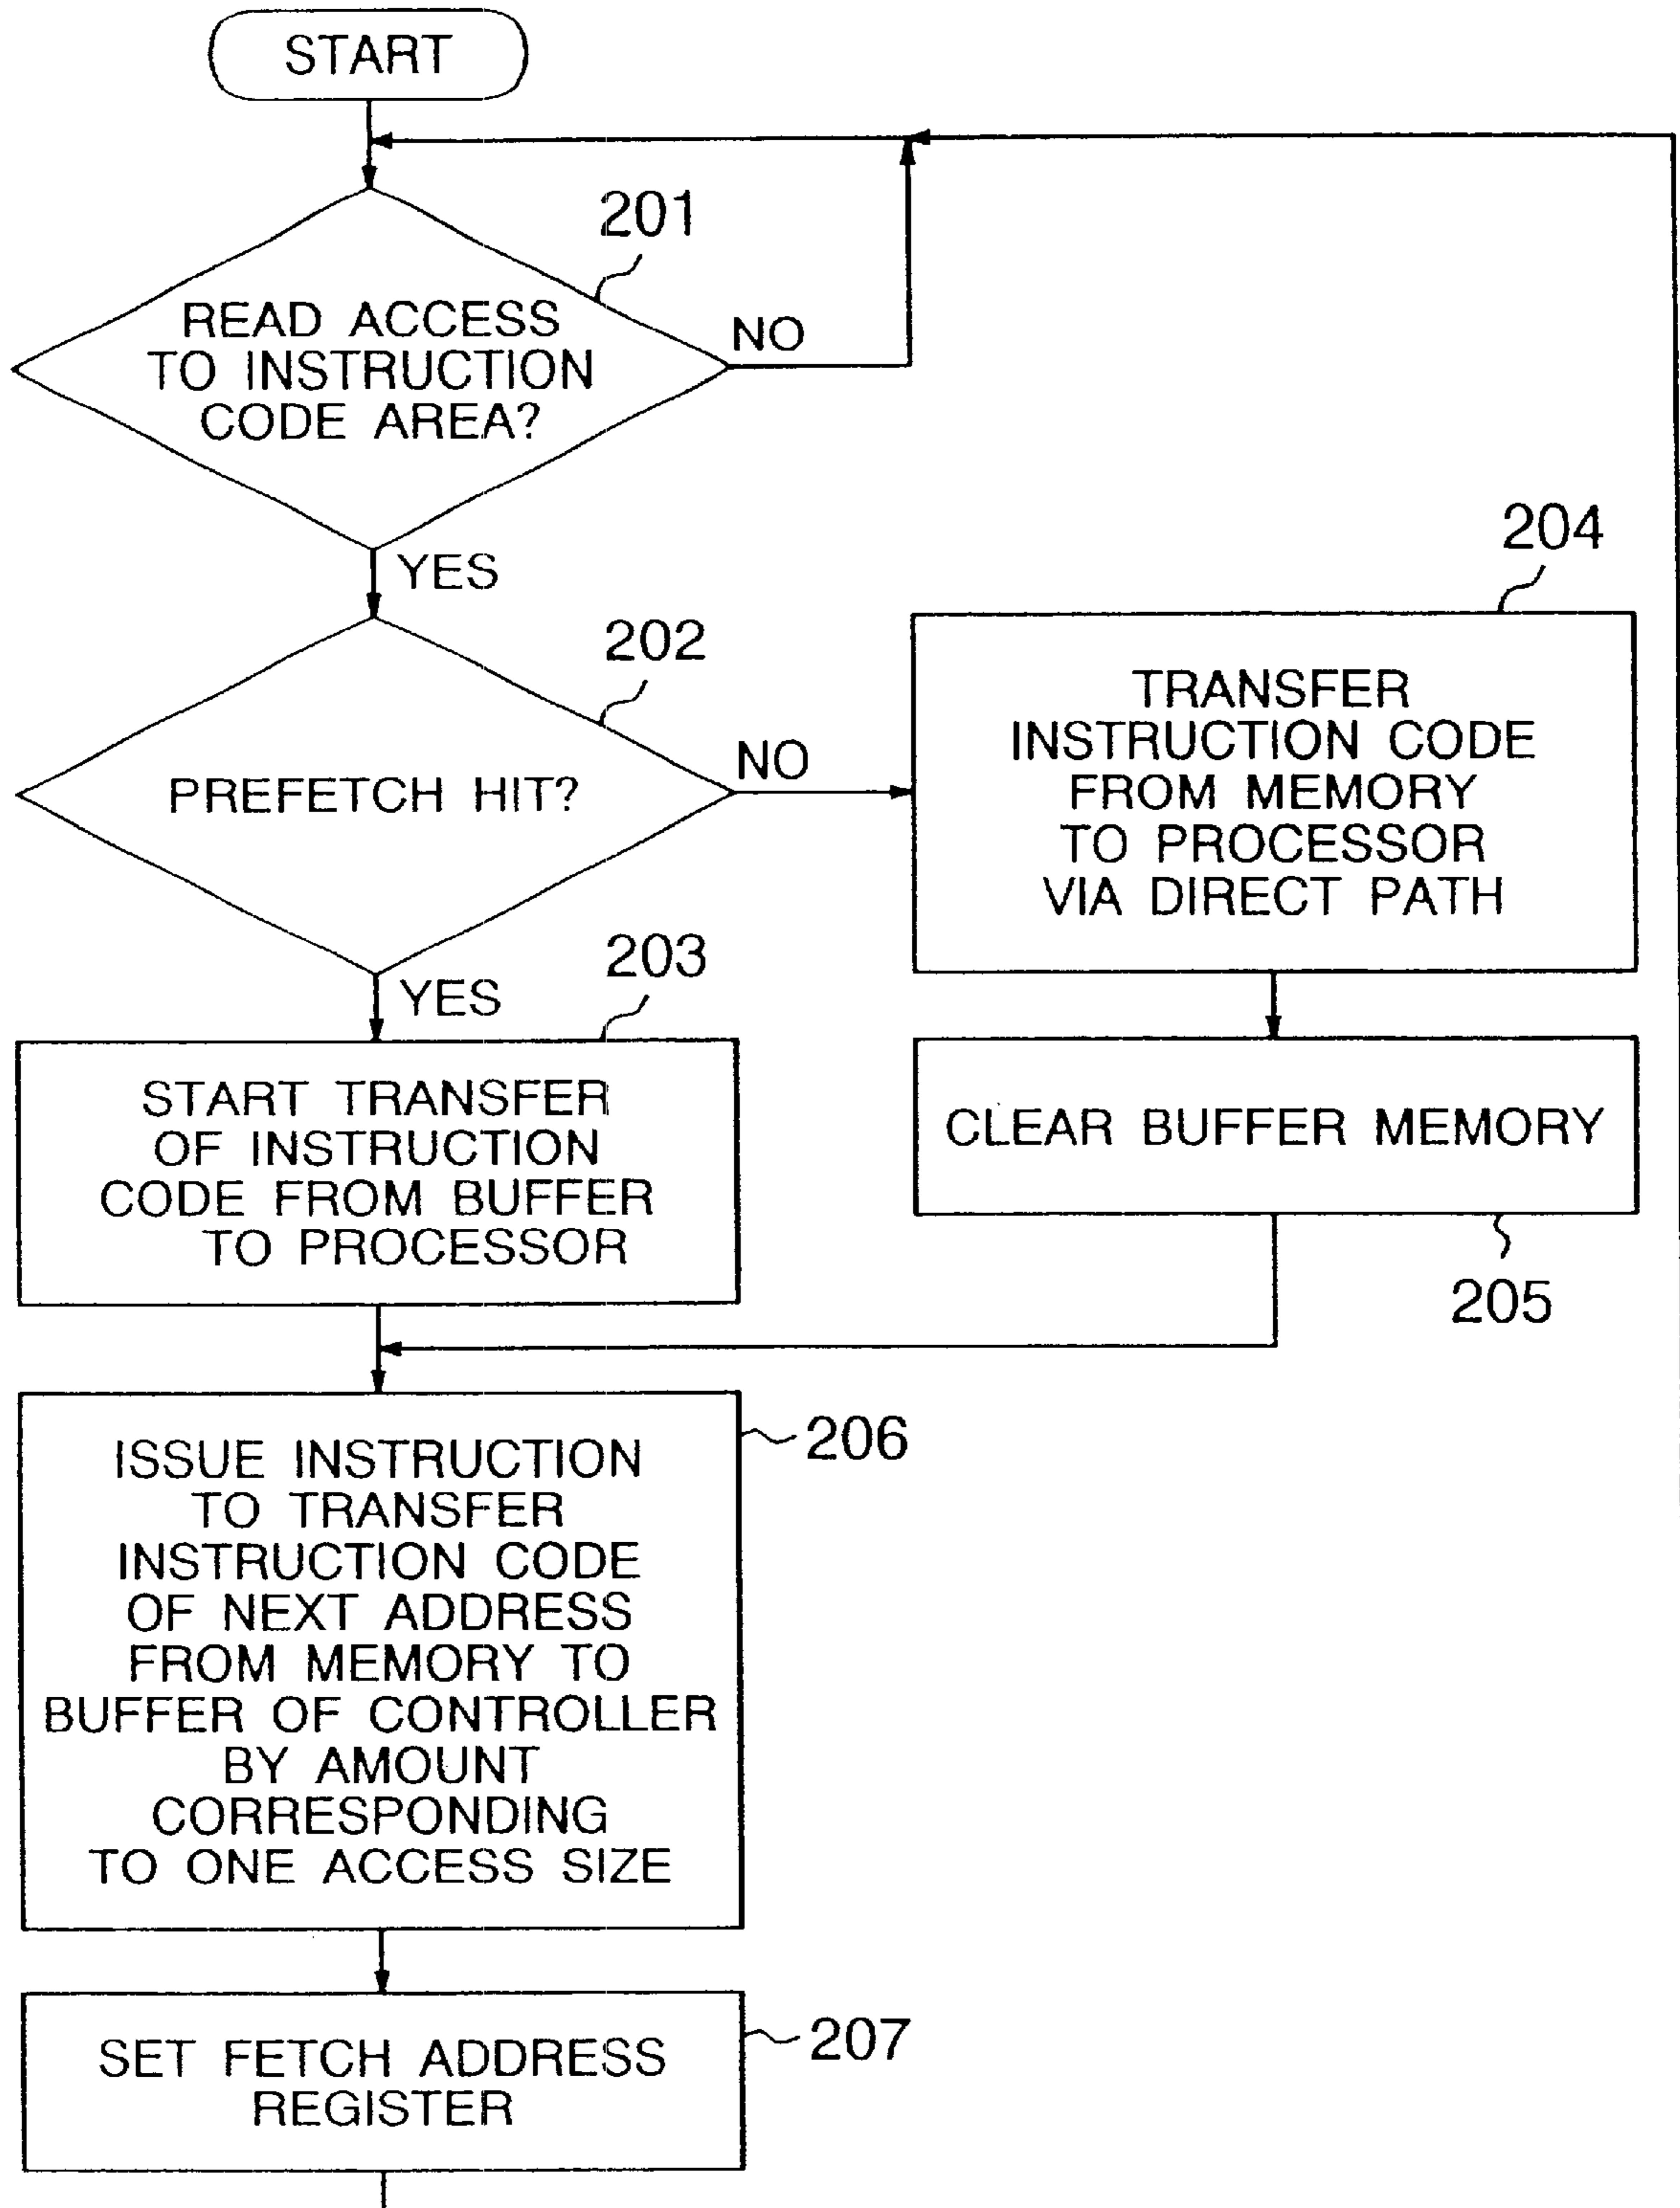 START
201
READ ACCESS
TO INSTRUCTION
CODE AREA?
NO
YES
202
PREFETCH HIT?
NO
YES
204
TRANSFER
INSTRUCTION CODE
FROM MEMORY
TO PROCESSOR
VIA DIRECT PATH
203
START TRANSFER
OF INSTRUCTION
CODE FROM BUFFER
TO PROCESSOR
CLEAR BUFFER MEMORY
205
206
ISSUE INSTRUCTION
TO TRANSFER
INSTRUCTION CODE
OF NEXT ADDRESS
FROM MEMORY TO
BUFFER OF CONTROLLER
BY AMOUNT
CORRESPONDING
TO ONE ACCESS SIZE
207
SET FETCH ADDRESS
REGISTER